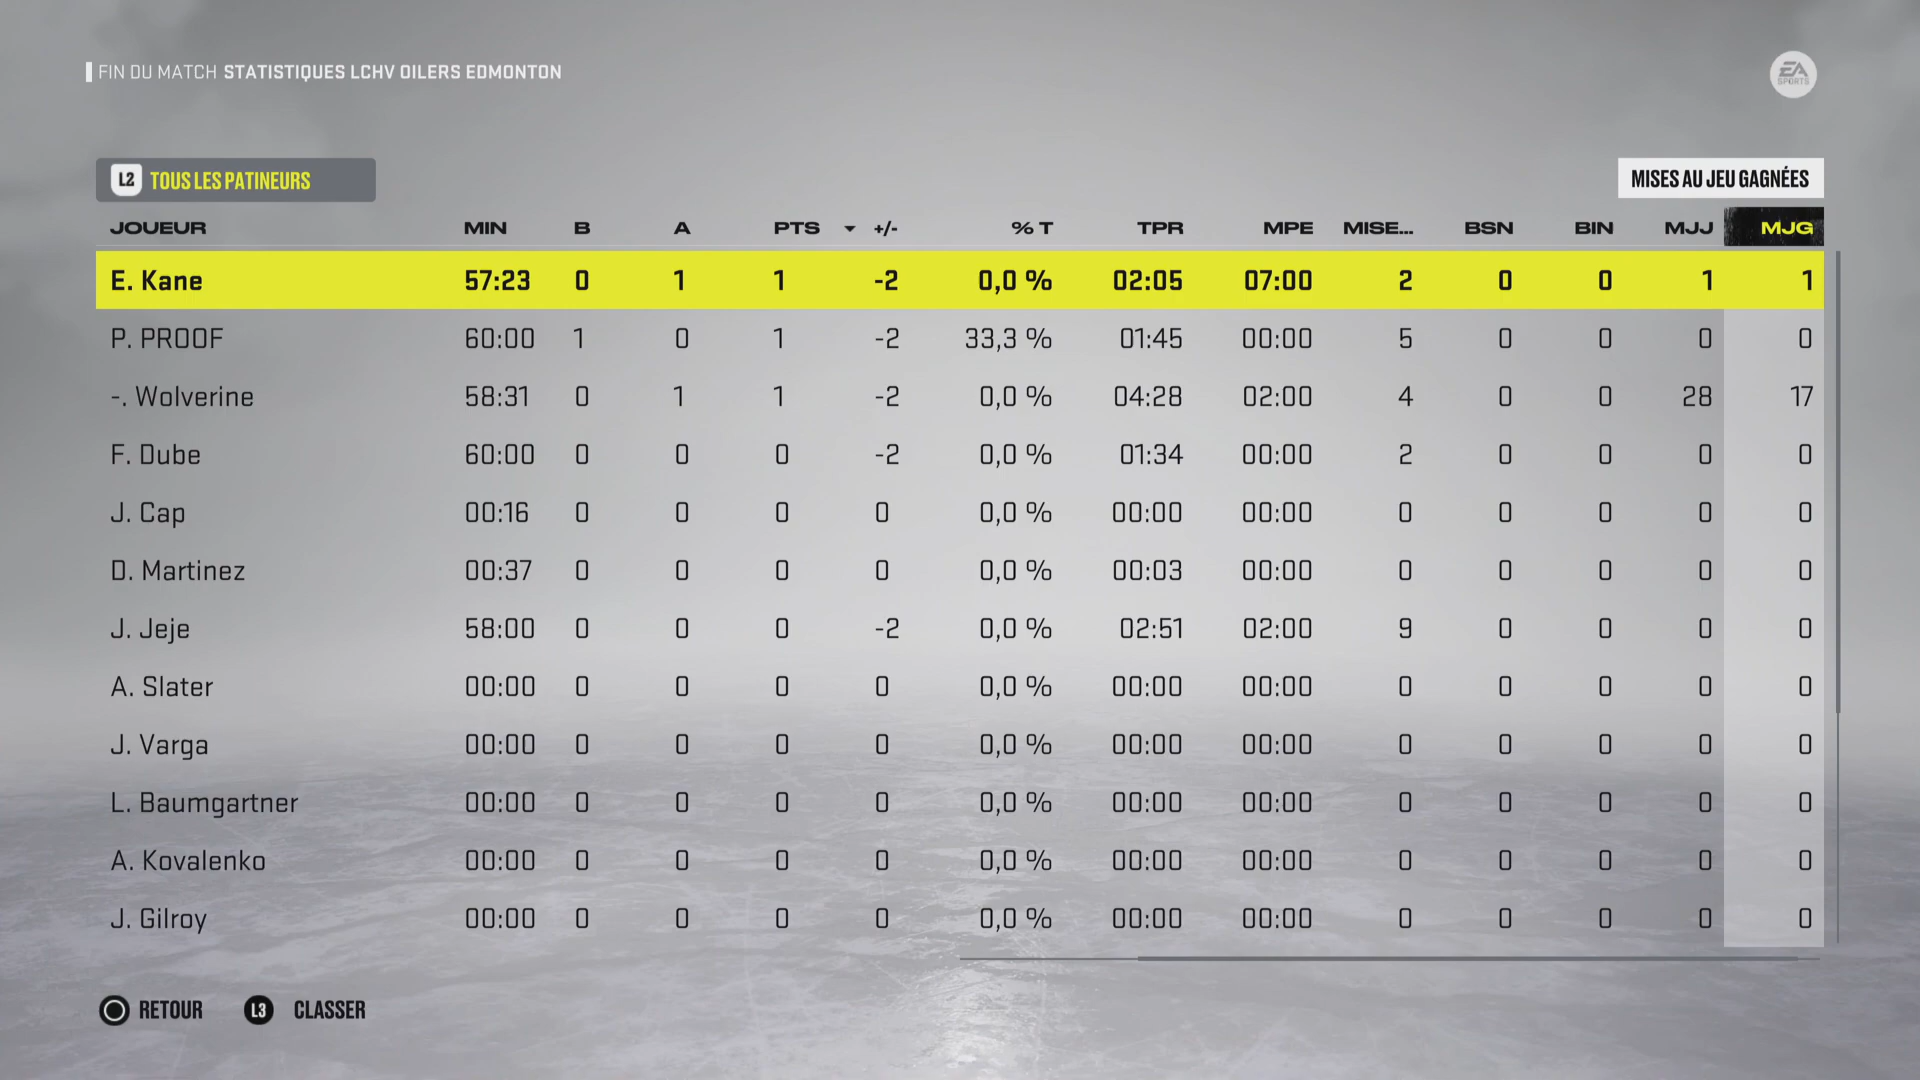 FIN DU MATCH STATISTIQUES LCHV OILERS EDMONTON
EA SPORTS
L2 TOUS LES PATINEURS
MISES AU JEU GAGNÉES
JOUEUR MIN B A PTS +/- % T TPR MPE MISE... BSN BIN MJJ MJG
E. Kane 57:23 0 1 1 -2 0,0 % 02:05 07:00 2 0 0 1 1
P. PROOF 60:00 1 0 1 -2 33,3 % 01:45 00:00 5 0 0 0 0
-. Wolverine 58:31 0 1 1 -2 0,0 % 04:28 02:00 4 0 0 28 17
F. Dube 60:00 0 0 0 -2 0,0 % 01:34 00:00 2 0 0 0 0
J. Cap 00:16 0 0 0 0 0,0 % 00:00 00:00 0 0 0 0 0
D. Martinez 00:37 0 0 0 0 0,0 % 00:03 00:00 0 0 0 0 0
J. Jeje 58:00 0 0 0 -2 0,0 % 02:51 02:00 9 0 0 0 0
A. Slater 00:00 0 0 0 0 0,0 % 00:00 00:00 0 0 0 0 0
J. Varga 00:00 0 0 0 0 0,0 % 00:00 00:00 0 0 0 0 0
L. Baumgartner 00:00 0 0 0 0 0,0 % 00:00 00:00 0 0 0 0 0
A. Kovalenko 00:00 0 0 0 0 0,0 % 00:00 00:00 0 0 0 0 0
J. Gilroy 00:00 0 0 0 0 0,0 % 00:00 00:00 0 0 0 0 0
RETOUR L3 CLASSER